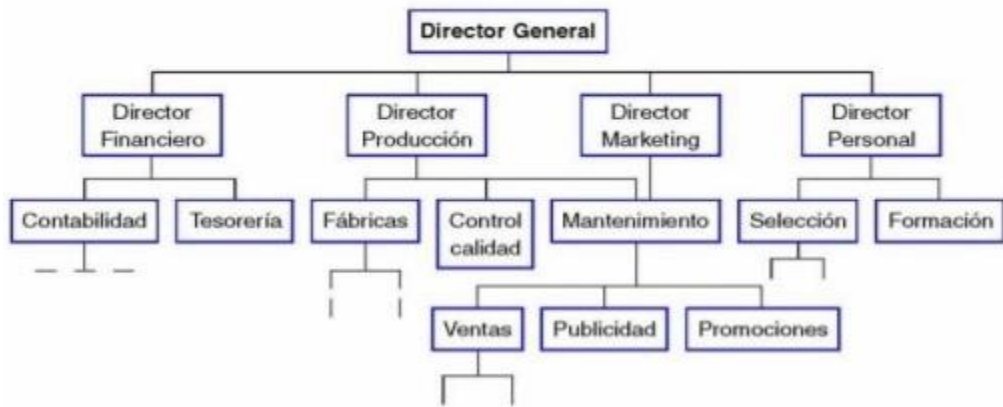 Director General
Director
Financiero
Director
Producción
Director
Marketing
Director
Personal
Contabilidad
Tesorería
Fábricas
Control
calidad
Mantenimiento
Selección
Formación
Ventas
Publicidad
Promociones